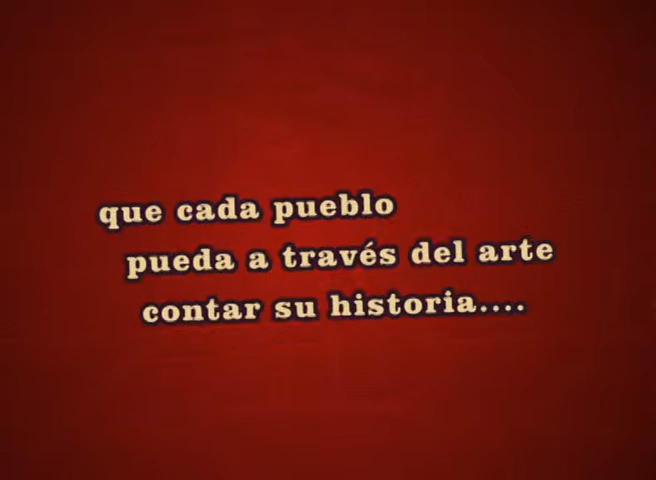 que cada pueblo
pueda a través del arte
contar su historia....